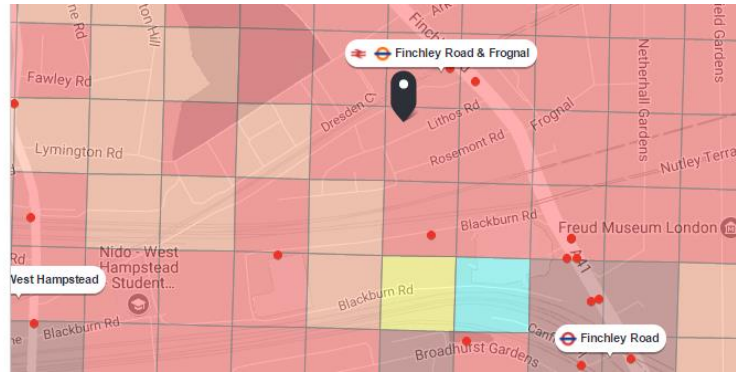 Finchley Road & Frognal
Fawley Rd
Dresden Cl
Lithos Rd
Frognal
Netherhall Gardens
Lymington Rd
Rosemont Rd
Nutley Terra
Blackburn Rd
Freud Museum London
Nido - West
Hampstead
Student...
A41
West Hampstead
Blackburn Rd
Blackburn Rd
Finchley Road
Broadhurst Gardens